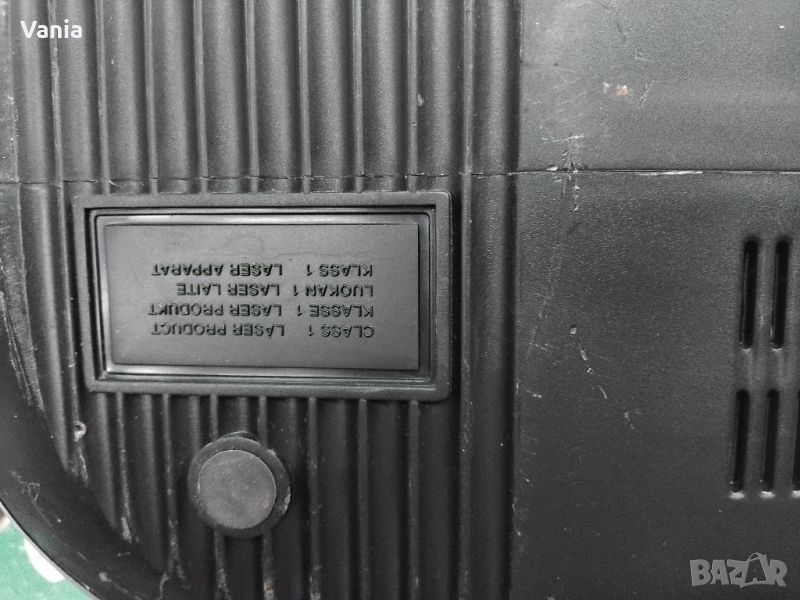 Vania
CLASS 1 LASER PRODUCT
KLASSE 1 LASER PRODUKT
LUOKAN 1 LASER LAITE
KLASS 1 LASER APPARAT
BAZAR